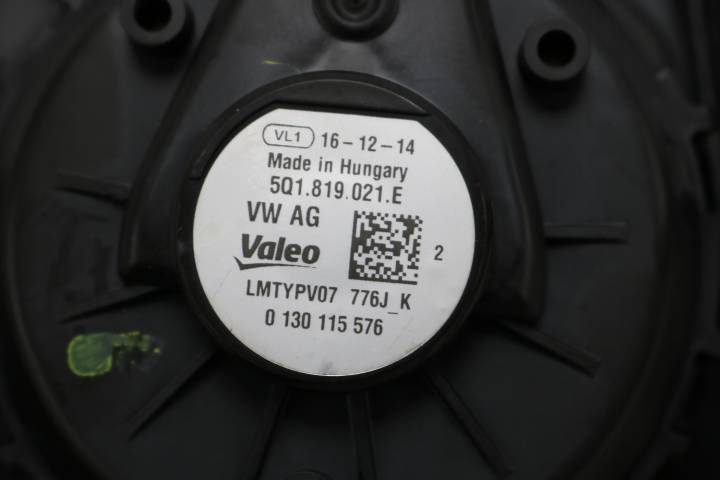 VL1 16-12-14
Made in Hungary
5Q1.819.021.E
VW AG
Valeo
2
LMTYPV07 776J_K
0 130 115 576